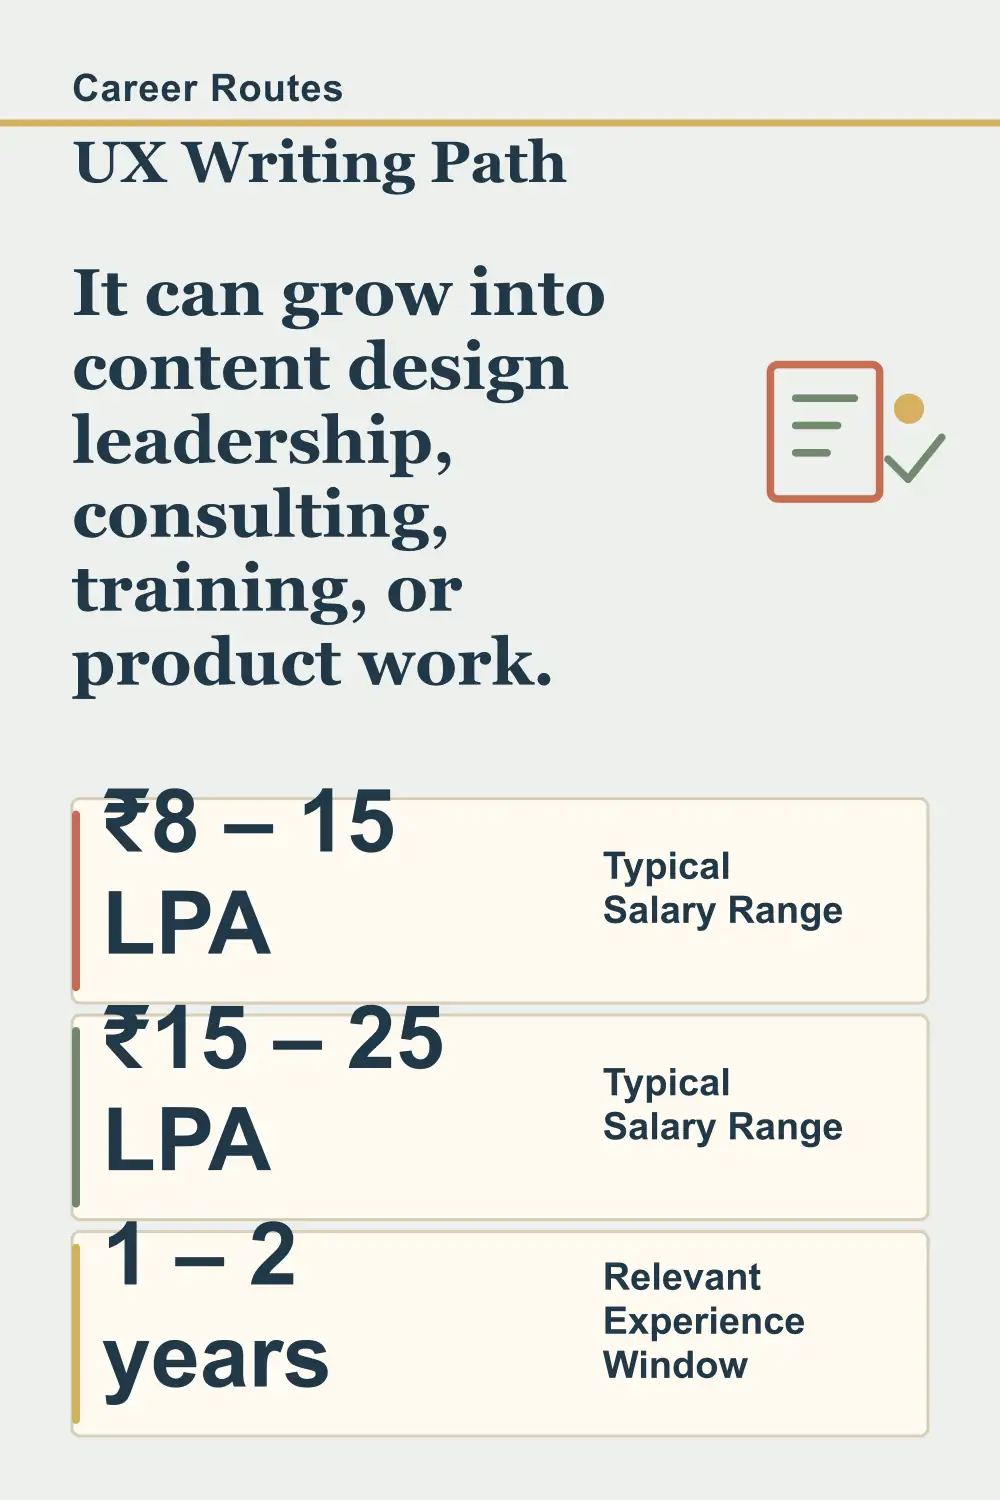 Career Routes
UX Writing Path
It can grow into
content design
leadership,
consulting,
training, or
product work.
₹8 – 15
LPA
Typical
Salary Range
₹15 – 25
LPA
Typical
Salary Range
1 – 2
years
Relevant
Experience
Window